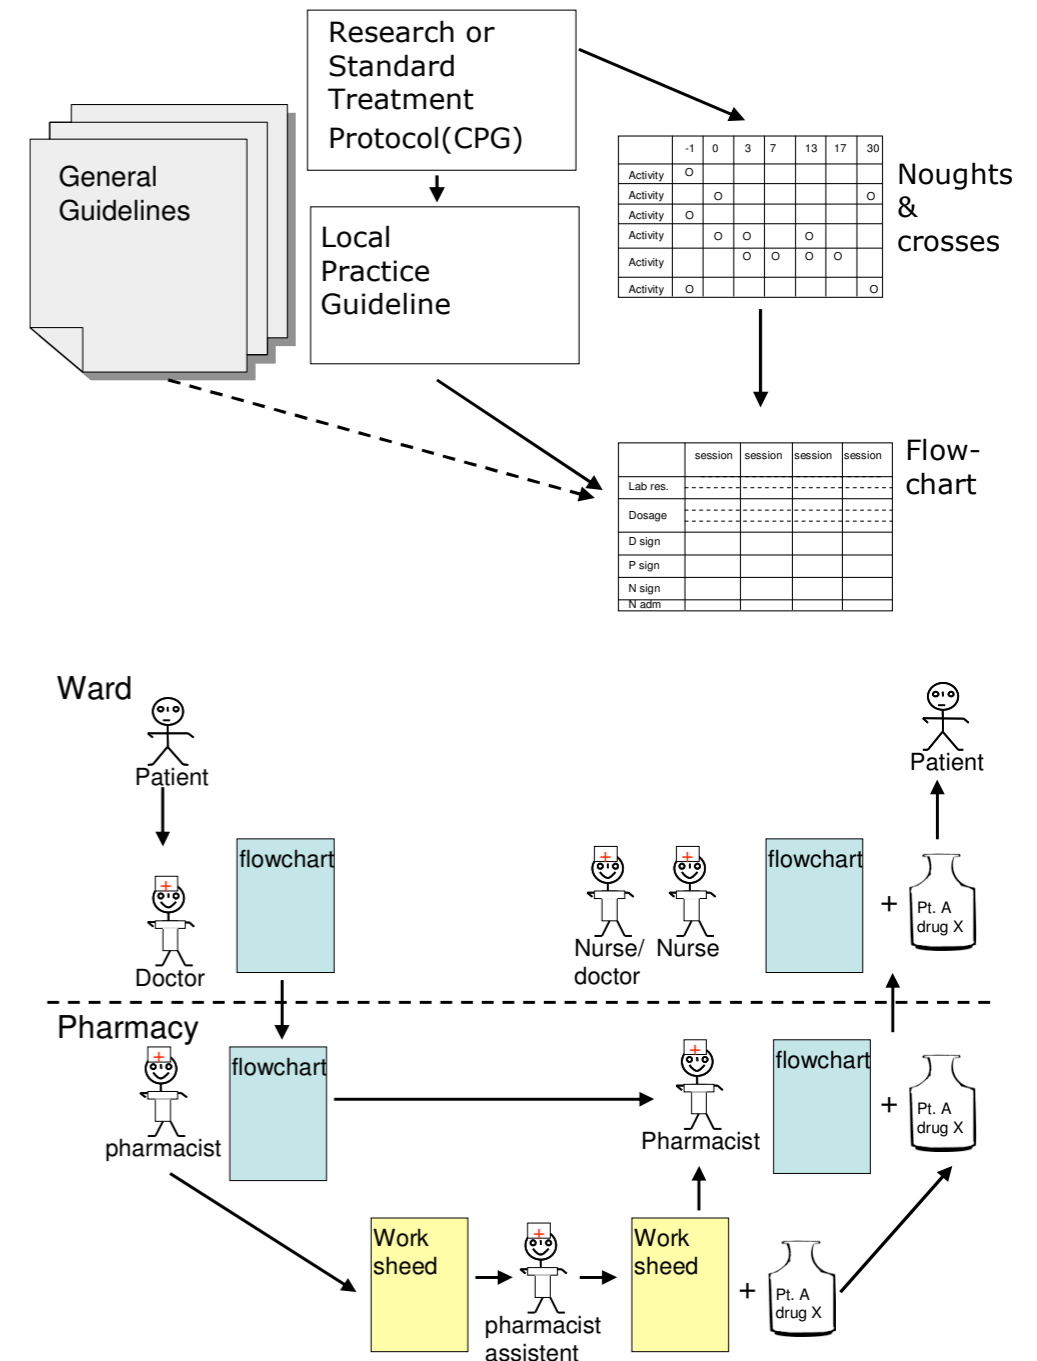 Research or
Standard
Treatment
Protocol(CPG)
General
Guidelines
Local
Practice
Guideline
-1 0 3 7 13 17 30
Activity O
Activity O O
Activity O
Activity O O O
Activity O O O O
Activity O O
Noughts
&
crosses
session session session session
Lab res.
Dosage
D sign
P sign
N sign
N adm
Flow-
chart
Ward
Patient
Patient
flowchart
flowchart
+
Pt. A
drug X
Doctor
Nurse/
doctor
Nurse
Pharmacy
flowchart
flowchart
+
Pt. A
drug X
pharmacist
Pharmacist
Work
sheed
Work
sheed
+
Pt. A
drug X
pharmacist
assistent